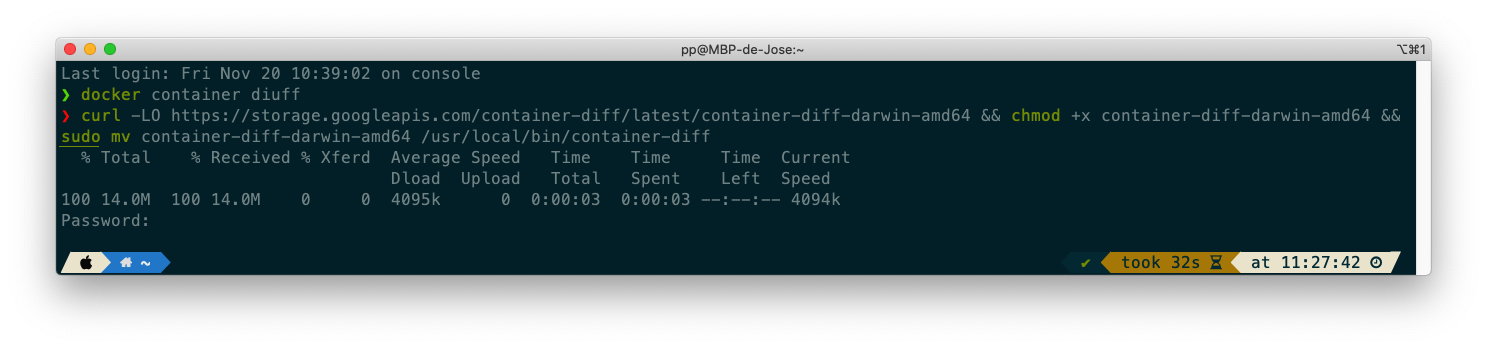 pp@MBP-de-Jose:~ ⌥⌘1
Last login: Fri Nov 20 10:39:02 on console
❯ docker container diuff
❯ curl -LO https://storage.googleapis.com/container-diff/latest/container-diff-darwin-amd64 && chmod +x container-diff-darwin-amd64 &&
sudo mv container-diff-darwin-amd64 /usr/local/bin/container-diff
% Total % Received % Xferd Average Speed Time Time Time Current
Dload Upload Total Spent Left Speed
100 14.0M 100 14.0M 0 0 4095k 0 0:00:03 0:00:03 --:--:-- 4094k
Password:
~ ✔ took 32s at 11:27:42